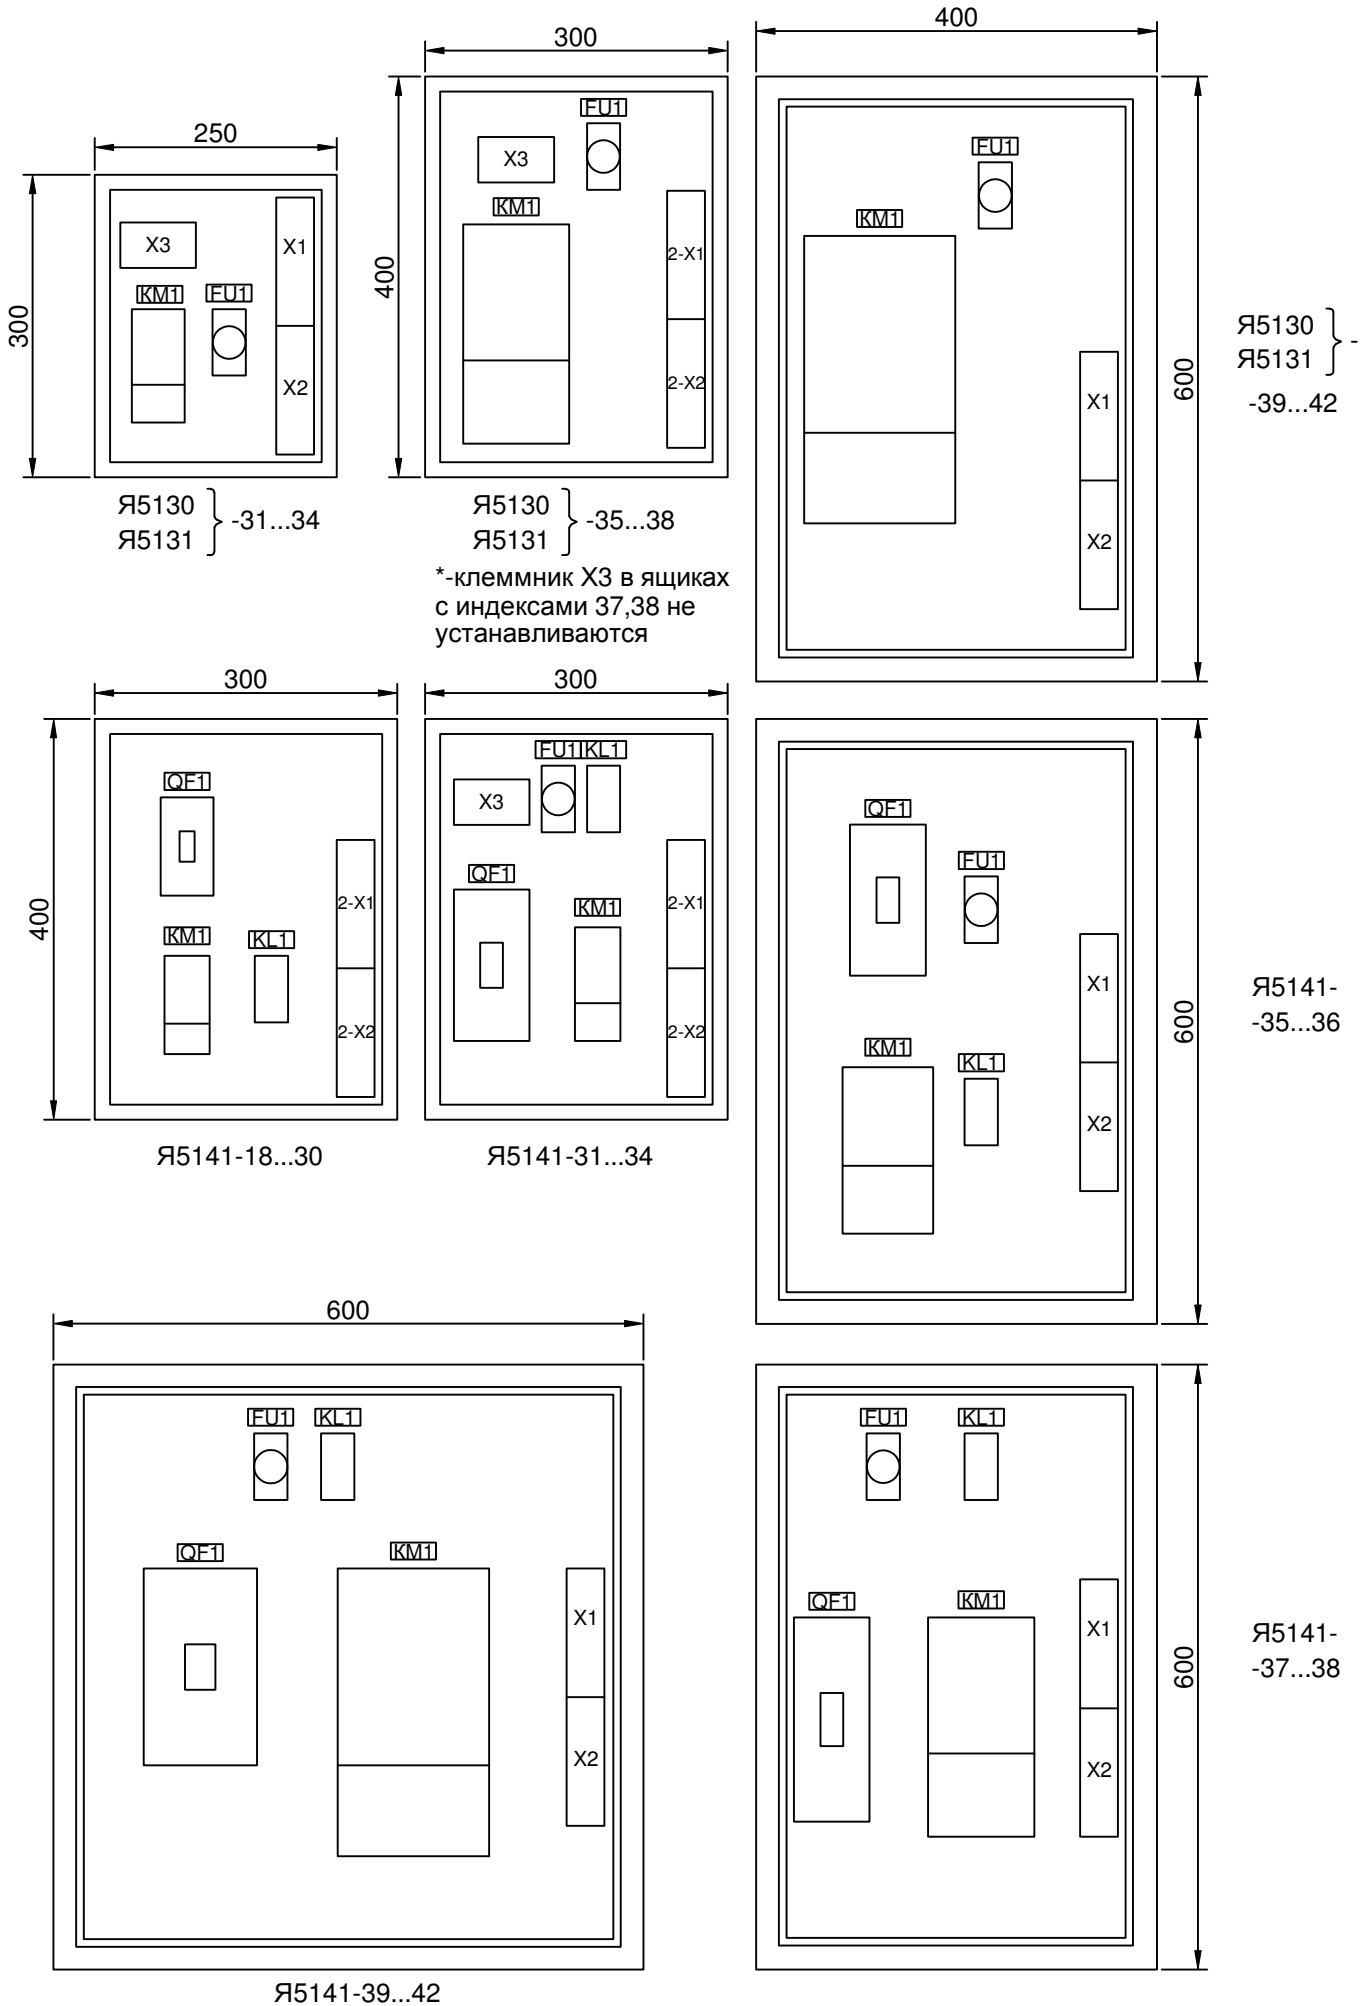 250
300
X3
KM1
FU1
X1
X2
Я5130
Я5131
-31...34
300
400
FU1
X3
KM1
2-X1
2-X2
Я5130
Я5131
-35...38
*-клеммник X3 в ящиках
с индексами 37,38 не
устанавливаются
400
600
FU1
KM1
X1
X2
Я5130
Я5131
-
-39...42
300
400
QF1
KM1
KL1
2-X1
2-X2
Я5141-18...30
300
FU1
KL1
X3
QF1
KM1
2-X1
2-X2
Я5141-31...34
QF1
FU1
KM1
KL1
X1
X2
600
Я5141-
-35...36
600
FU1
KL1
QF1
KM1
X1
X2
Я5141-39...42
FU1
KL1
QF1
KM1
X1
X2
600
Я5141-
-37...38